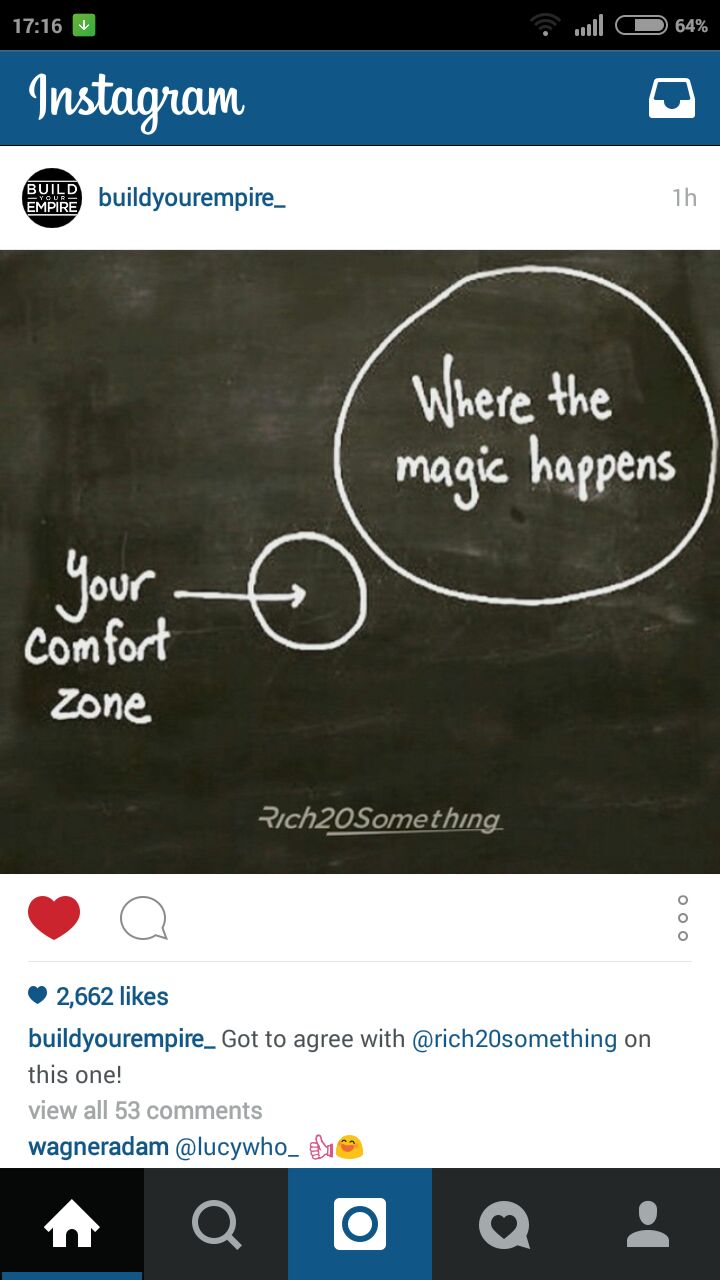 17:16
64%
Instagram
BUILD
YOUR
EMPIRE
buildyourempire_
1h
Where the
magic happens
Your
comfort
zone
Rich20Something
2,662 likes
buildyourempire_ Got to agree with @rich20something on
this one!
view all 53 comments
wagneradam @lucywho_ 👍😄